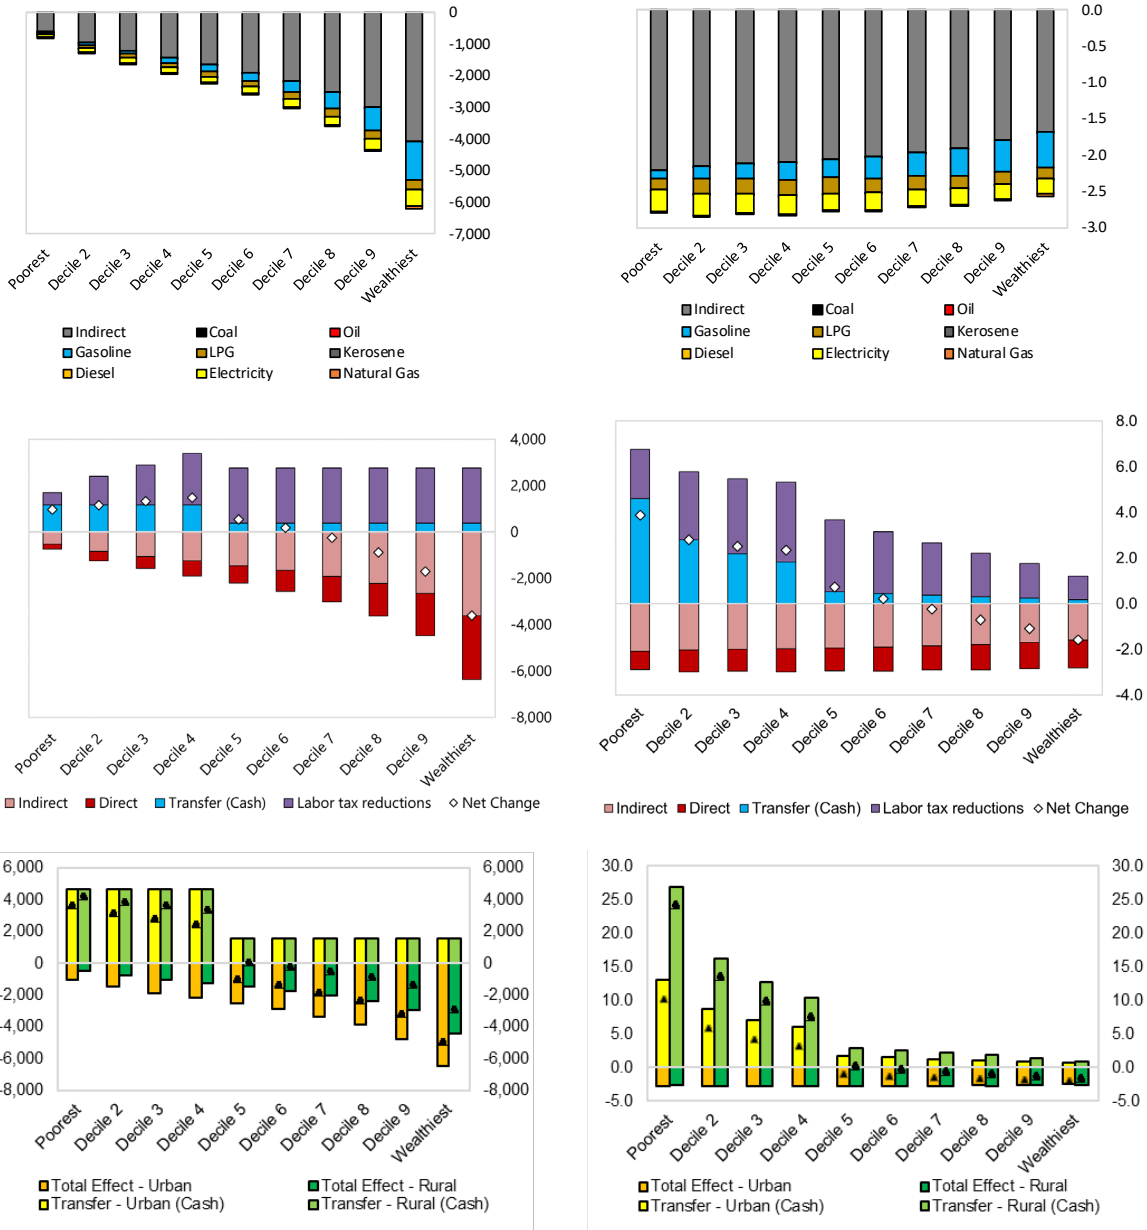 0
-1,000
-2,000
-3,000
-4,000
-5,000
-6,000
-7,000
Poorest
Decile 2
Decile 3
Decile 4
Decile 5
Decile 6
Decile 7
Decile 8
Decile 9
Wealthiest
Indirect Coal Oil
Gasoline LPG Kerosene
Diesel Electricity Natural Gas
0.0
-0.5
-1.0
-1.5
-2.0
-2.5
-3.0
Poorest
Decile 2
Decile 3
Decile 4
Decile 5
Decile 6
Decile 7
Decile 8
Decile 9
Wealthiest
Indirect Coal Oil
Gasoline LPG Kerosene
Diesel Electricity Natural Gas
4,000
2,000
0
-2,000
-4,000
-6,000
-8,000
Poorest
Decile 2
Decile 3
Decile 4
Decile 5
Decile 6
Decile 7
Decile 8
Decile 9
Wealthiest
Indirect Direct Transfer (Cash) Labor tax reductions Net Change
8.0
6.0
4.0
2.0
0.0
-2.0
-4.0
Poorest
Decile 2
Decile 3
Decile 4
Decile 5
Decile 6
Decile 7
Decile 8
Decile 9
Wealthiest
Indirect Direct Transfer (Cash) Labor tax reductions Net Change
6,000 6,000
4,000 4,000
2,000 2,000
0 0
-2,000 -2,000
-4,000 -4,000
-6,000 -6,000
-8,000 -8,000
Poorest
Decile 2
Decile 3
Decile 4
Decile 5
Decile 6
Decile 7
Decile 8
Decile 9
Wealthiest
Total Effect - Urban Total Effect - Rural
Transfer - Urban (Cash) Transfer - Rural (Cash)
30.0 30.0
25.0 25.0
20.0 20.0
15.0 15.0
10.0 10.0
5.0 5.0
0.0 0.0
-5.0 -5.0
Poorest
Decile 2
Decile 3
Decile 4
Decile 5
Decile 6
Decile 7
Decile 8
Decile 9
Wealthiest
Total Effect - Urban Total Effect - Rural
Transfer - Urban (Cash) Transfer - Rural (Cash)